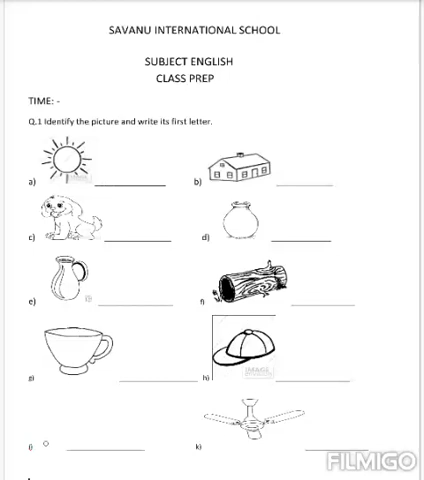 SAVANU INTERNATIONAL SCHOOL
SUBJECT ENGLISH
CLASS PREP
TIME: -
Q.1 Identify the picture and write its first letter.
a) b)
c) d)
e) f)
g) h)
i) k)
FILMIGO